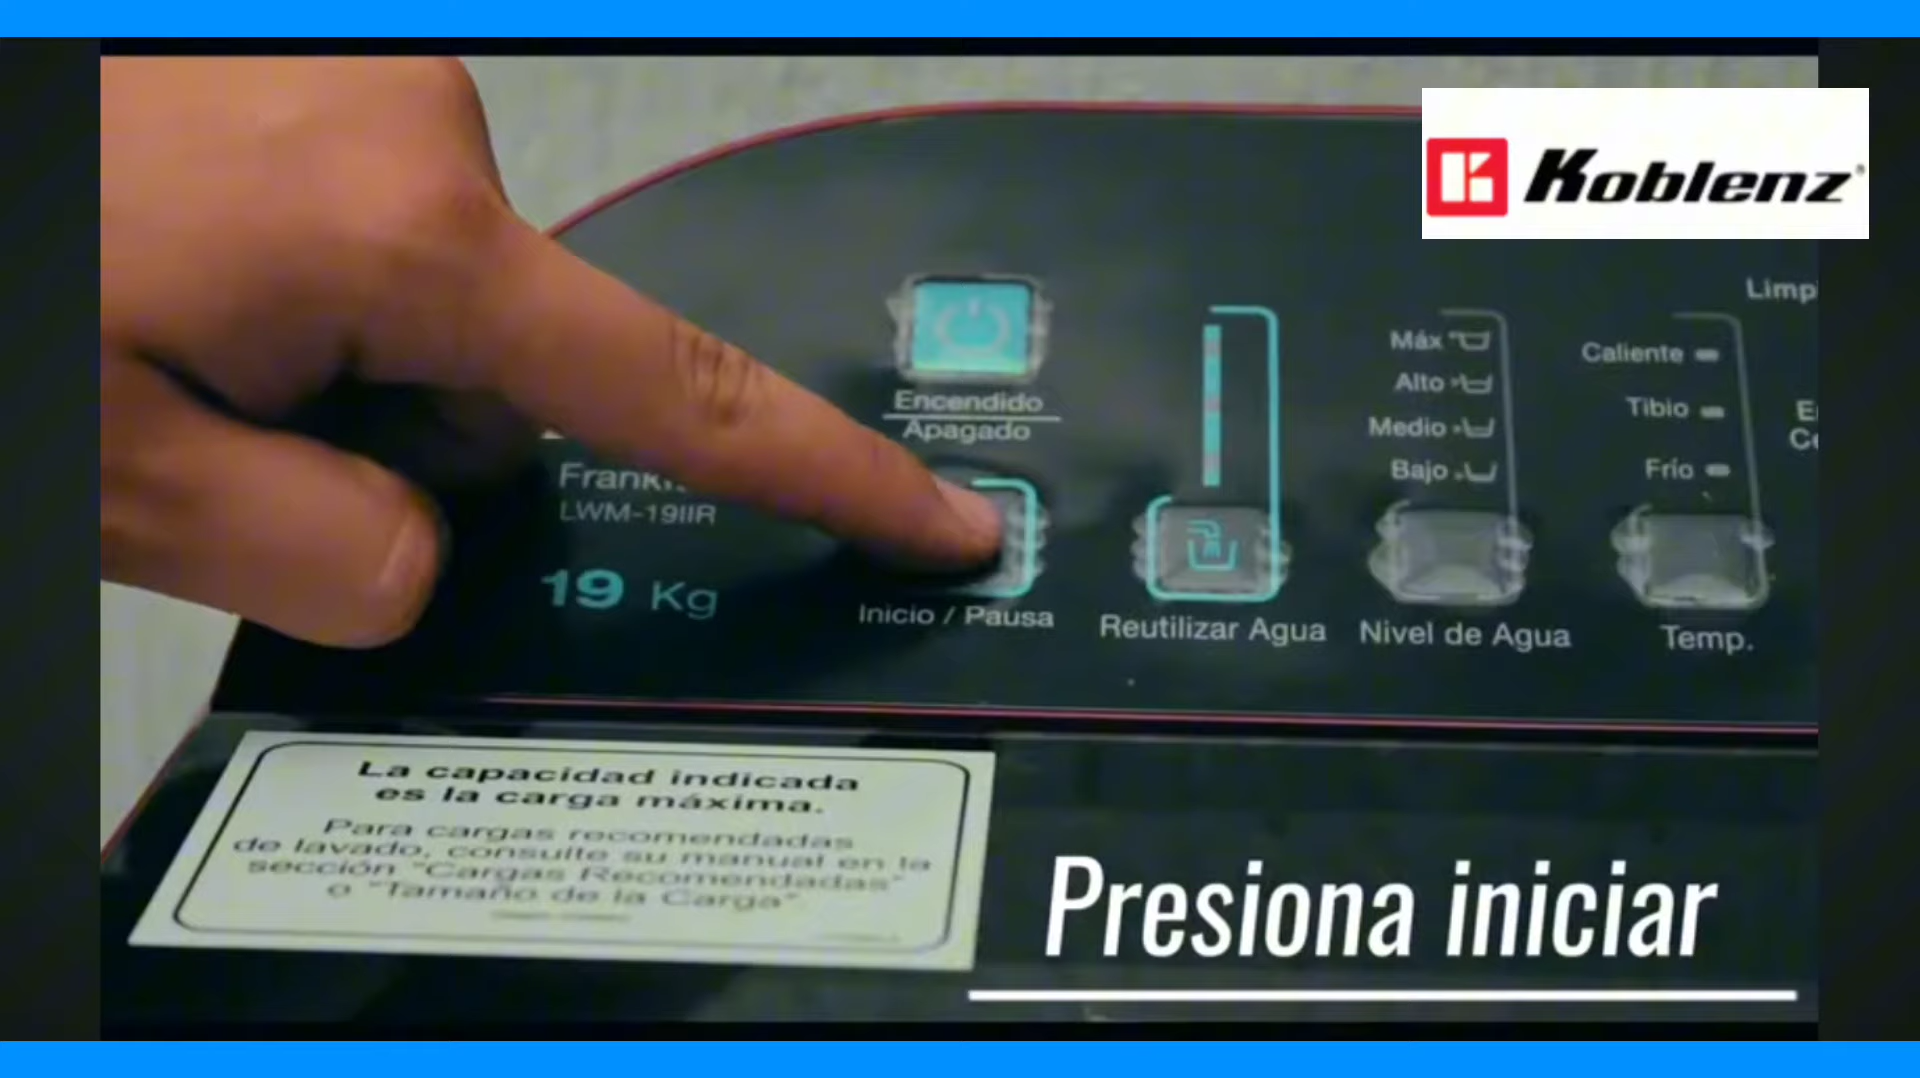 Koblenz
Limp
Encendido
Apagado
Máx
Alto
Medio
Bajo
Caliente
Tibio
Frío
LWM-19IIR
19 Kg
Inicio / Pausa
Reutilizar Agua
Nivel de Agua
Temp.
La capacidad indicada
es la carga máxima.
Para cargas recomendadas
de lavado, consulte su manual en la
sección "Cargas Recomendadas"
o "Tamaño de la Carga"
Presiona iniciar